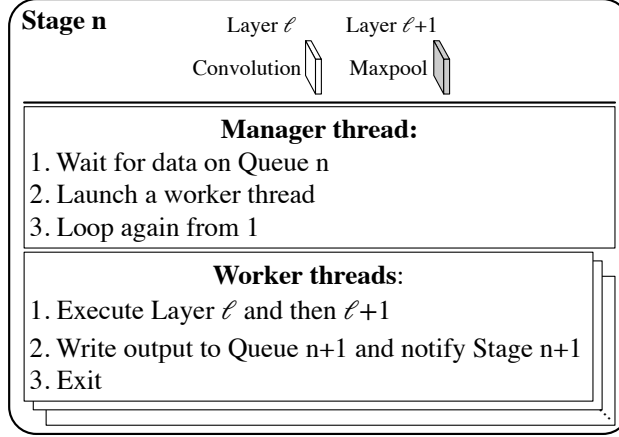 Stage n
Layer ℓ Layer ℓ+1
Convolution Maxpool
Manager thread:
1. Wait for data on Queue n
2. Launch a worker thread
3. Loop again from 1
Worker threads:
1. Execute Layer ℓ and then ℓ+1
2. Write output to Queue n+1 and notify Stage n+1
3. Exit